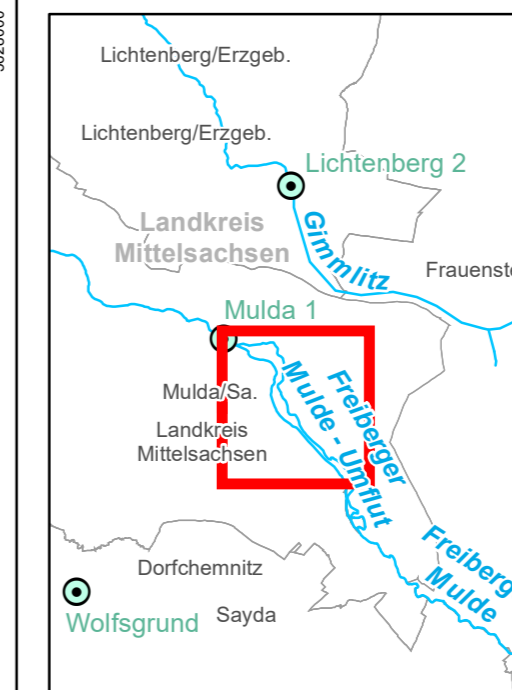 Lichtenberg/Erzgeb.
Lichtenberg/Erzgeb.
Lichtenberg 2
Landkreis
Mittelsachsen
Gimmlitz
Frauenste
Mulda 1
Mulda/Sa.
Landkreis
Mittelsachsen
Freiberger
Mulde - Umflut
Freiberg
Mulde
Dorfchemnitz
Wolfsgrund
Sayda